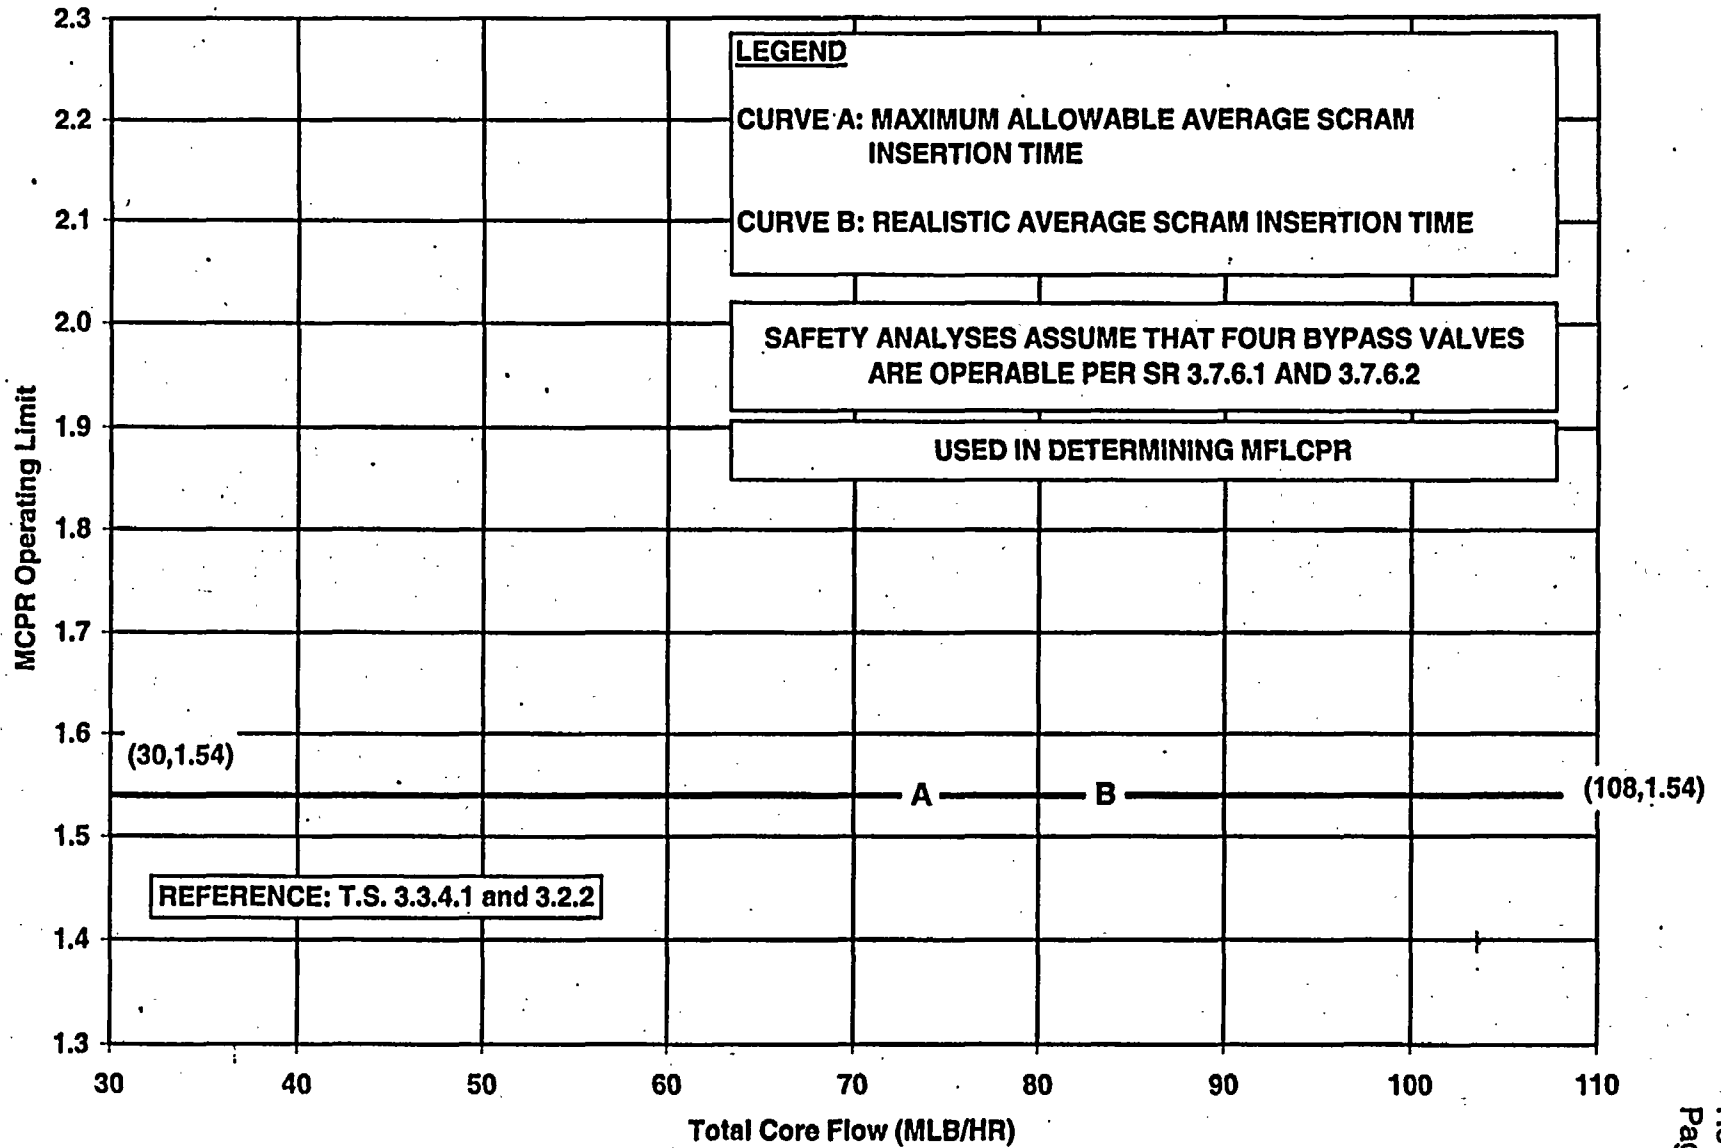 2.3
LEGEND
2.2
CURVE A: MAXIMUM ALLOWABLE AVERAGE SCRAM
INSERTION TIME
2.1
CURVE B: REALISTIC AVERAGE SCRAM INSERTION TIME
2.0
SAFETY ANALYSES ASSUME THAT FOUR BYPASS VALVES
ARE OPERABLE PER SR 3.7.6.1 AND 3.7.6.2
1.9
USED IN DETERMINING MFLCPR
MCPR Operating Limit
1.8
1.7
1.6
(30,1.54)
A
B
(108,1.54)
1.5
REFERENCE: T.S. 3.3.4.1 and 3.2.2
1.4
1.3
30 40 50 60 70 80 90 100 110
Total Core Flow (MLB/HR)